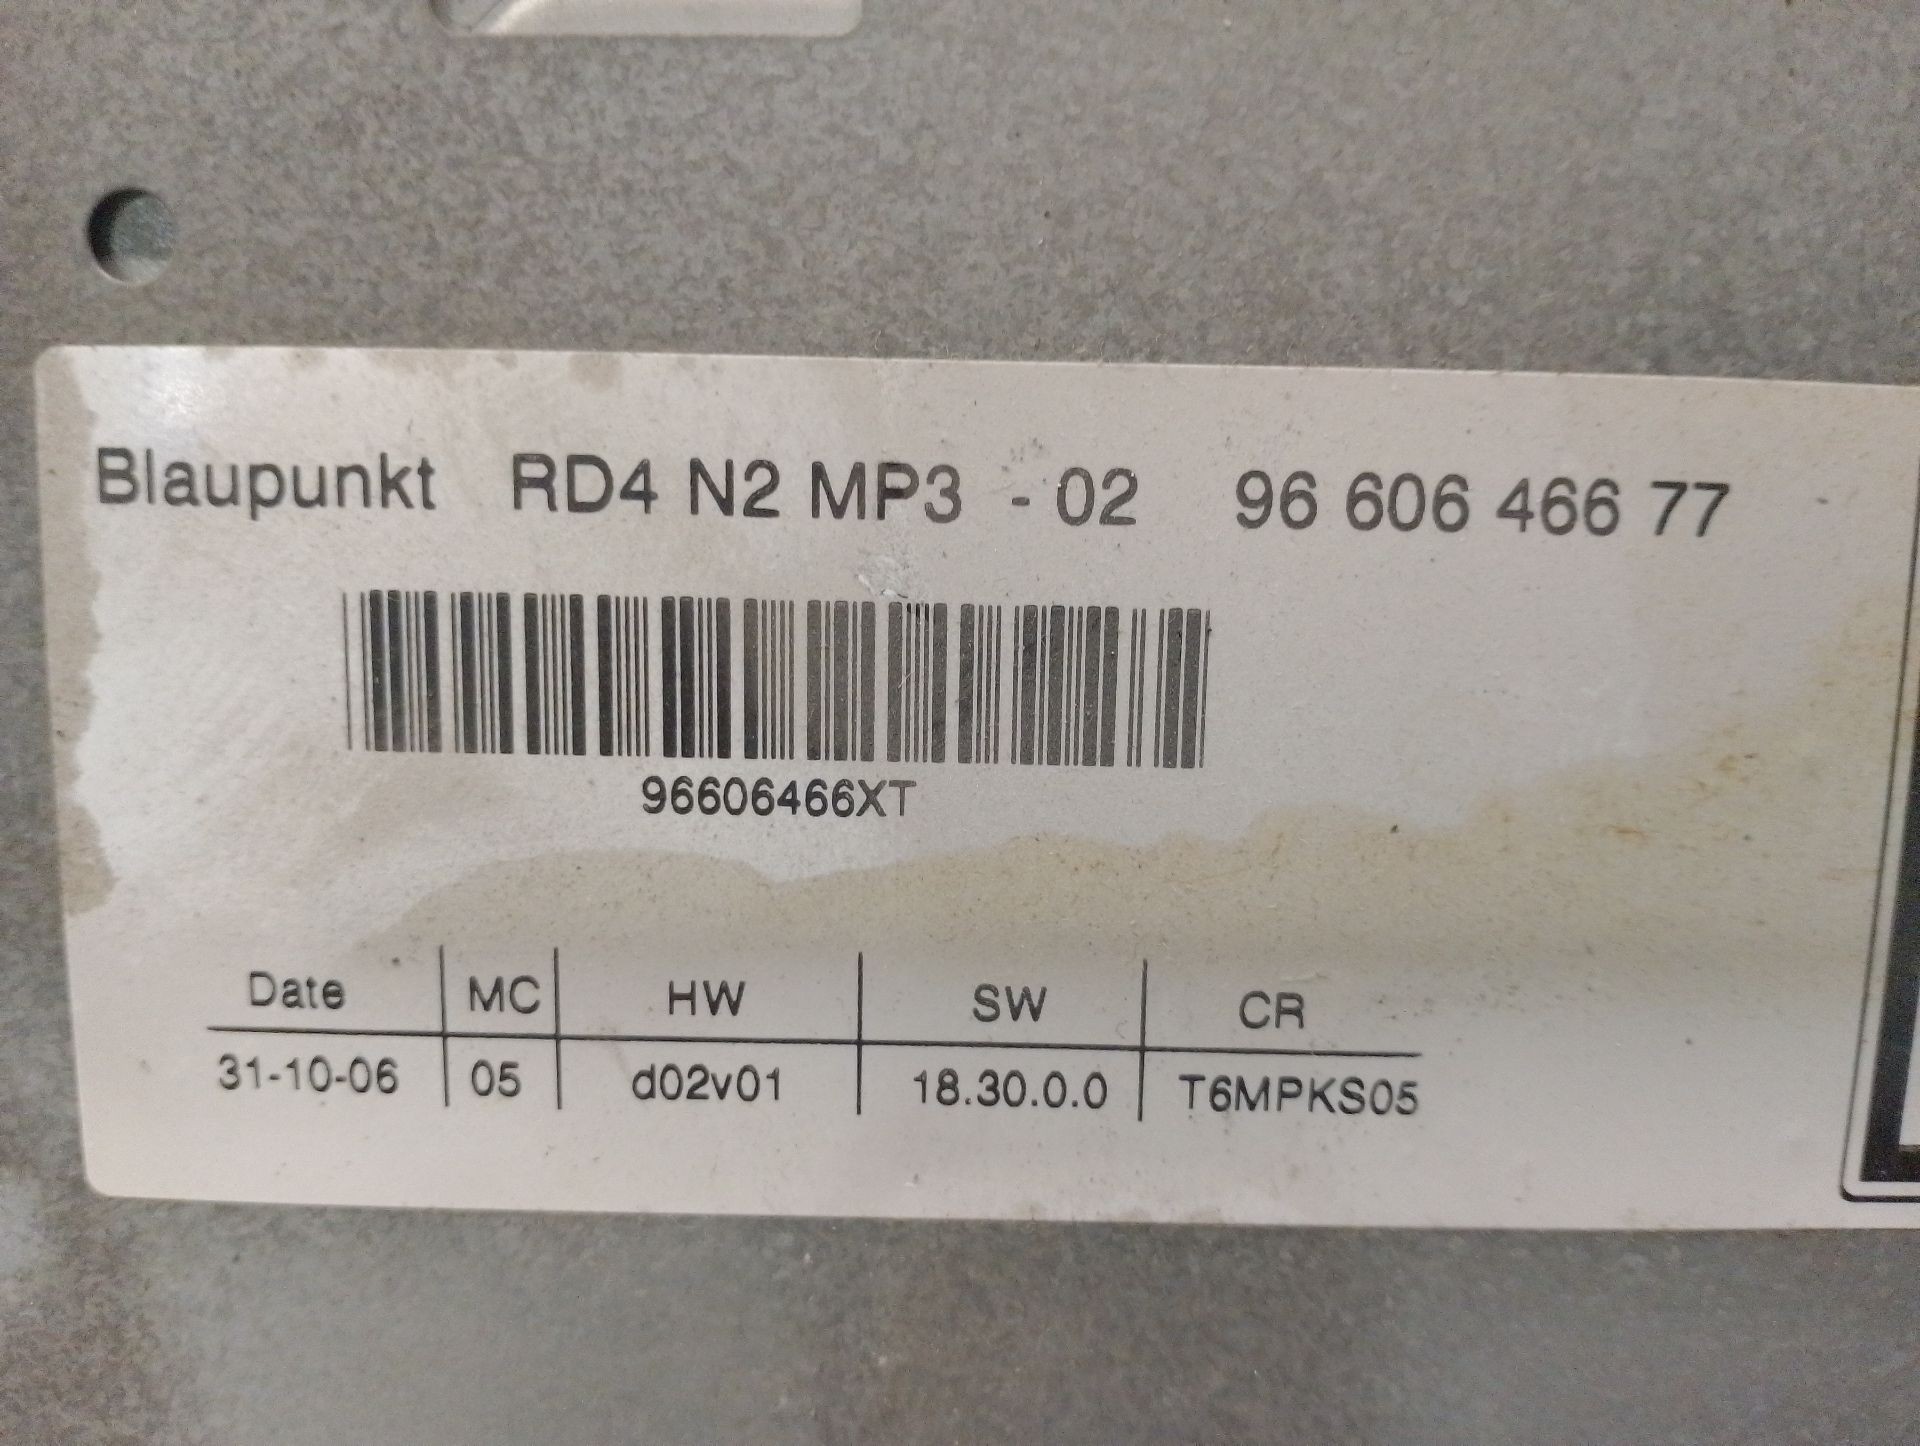 Blaupunkt RD4 N2 MP3 - 02 96 606 466 77
96606466XT
Date MC HW SW CR
31-10-06 05 d02v01 18.30.0.0 T6MPKS05